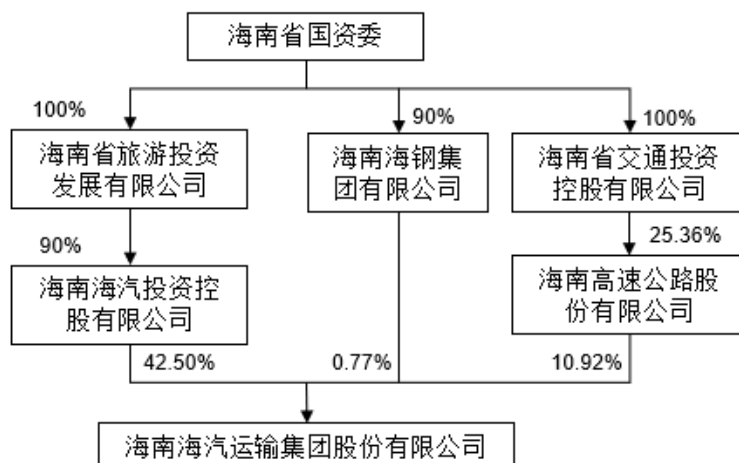 海南省国资委
100%
90%
100%
海南省旅游投资
发展有限公司
海南海钢集
团有限公司
海南省交通投资
控股有限公司
90%
25.36%
海南海汽投资控
股有限公司
海南高速公路股
份有限公司
42.50%
0.77%
10.92%
海南海汽运输集团股份有限公司